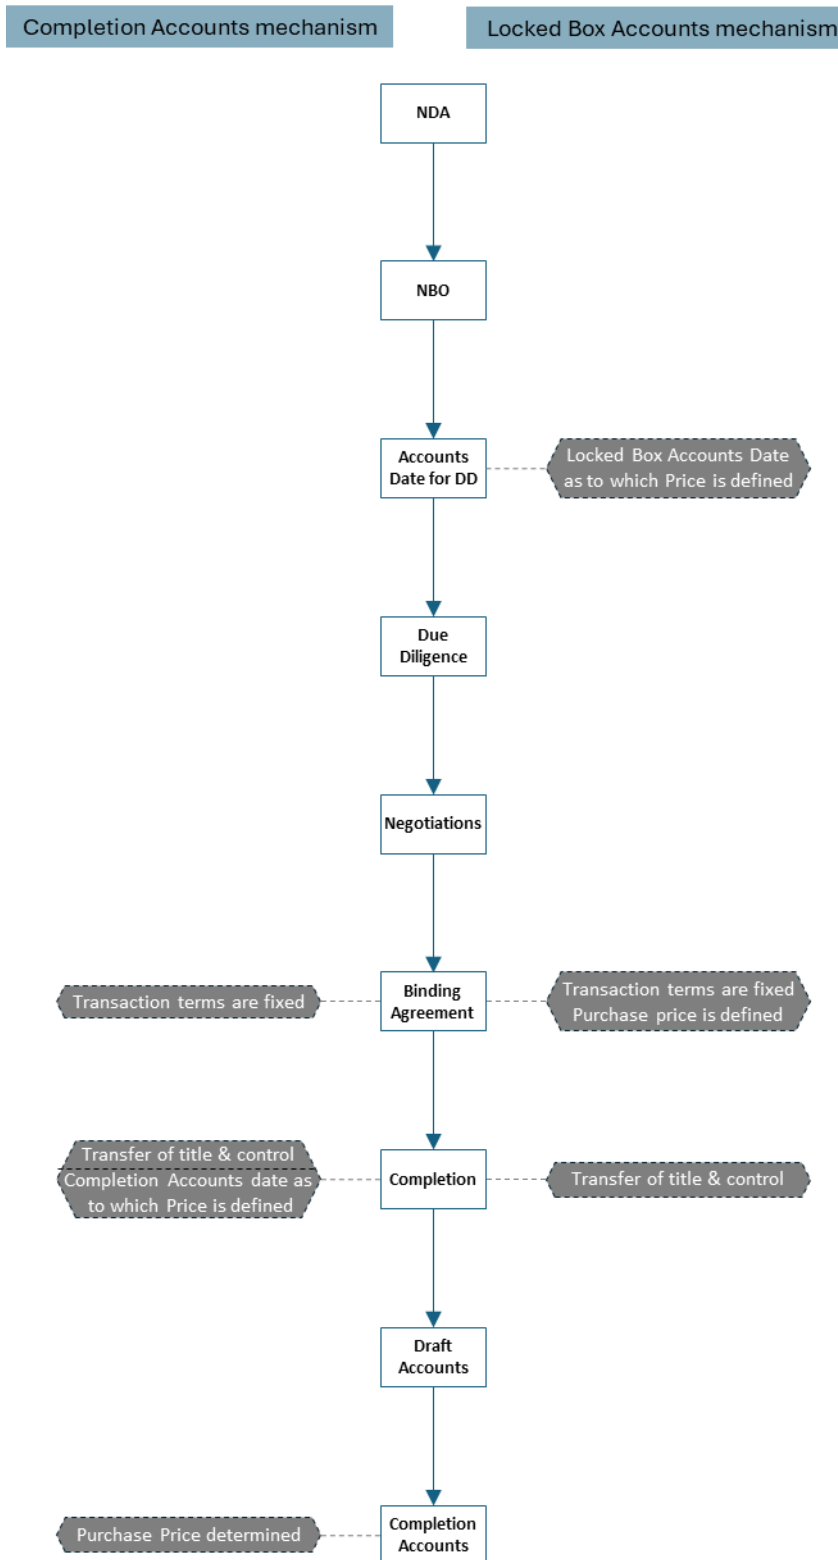 Completion Accounts mechanism
Locked Box Accounts mechanism
NDA
NBO
Accounts
Date for DD
Locked Box Accounts Date
as to which Price is defined
Due
Diligence
Negotiations
Transaction terms are fixed
Binding
Agreement
Transaction terms are fixed
Purchase price is defined
Transfer of title & control
Completion Accounts date as
to which Price is defined
Completion
Transfer of title & control
Draft
Accounts
Purchase Price determined
Completion
Accounts